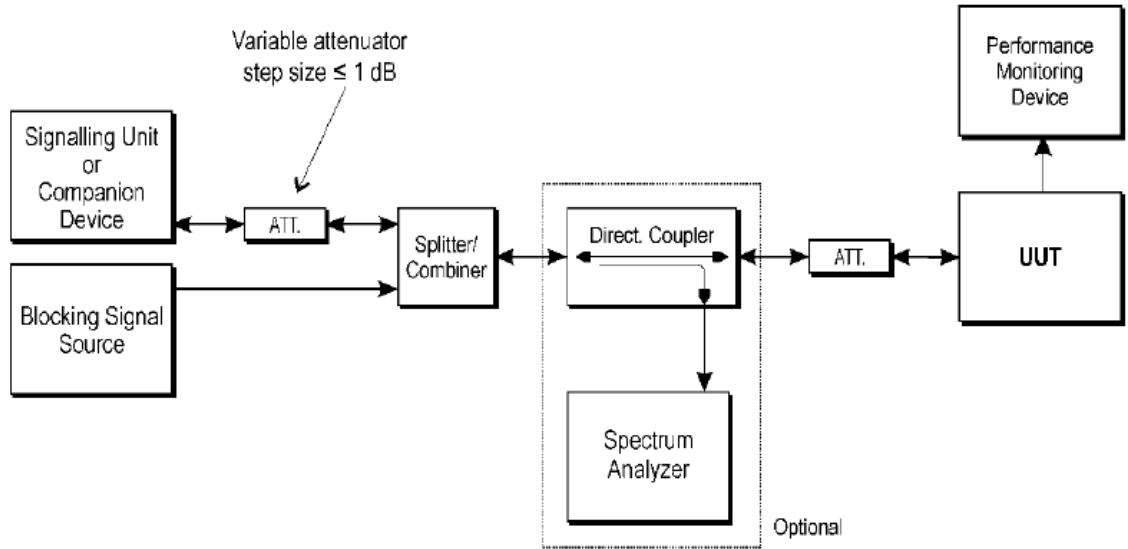 Variable attenuator
step size ≤ 1 dB
Performance
Monitoring
Device
Signalling Unit
or
Companion
Device
ATT.
Splitter/
Combiner
Direct. Coupler
ATT.
UUT
Blocking Signal
Source
Spectrum
Analyzer
Optional